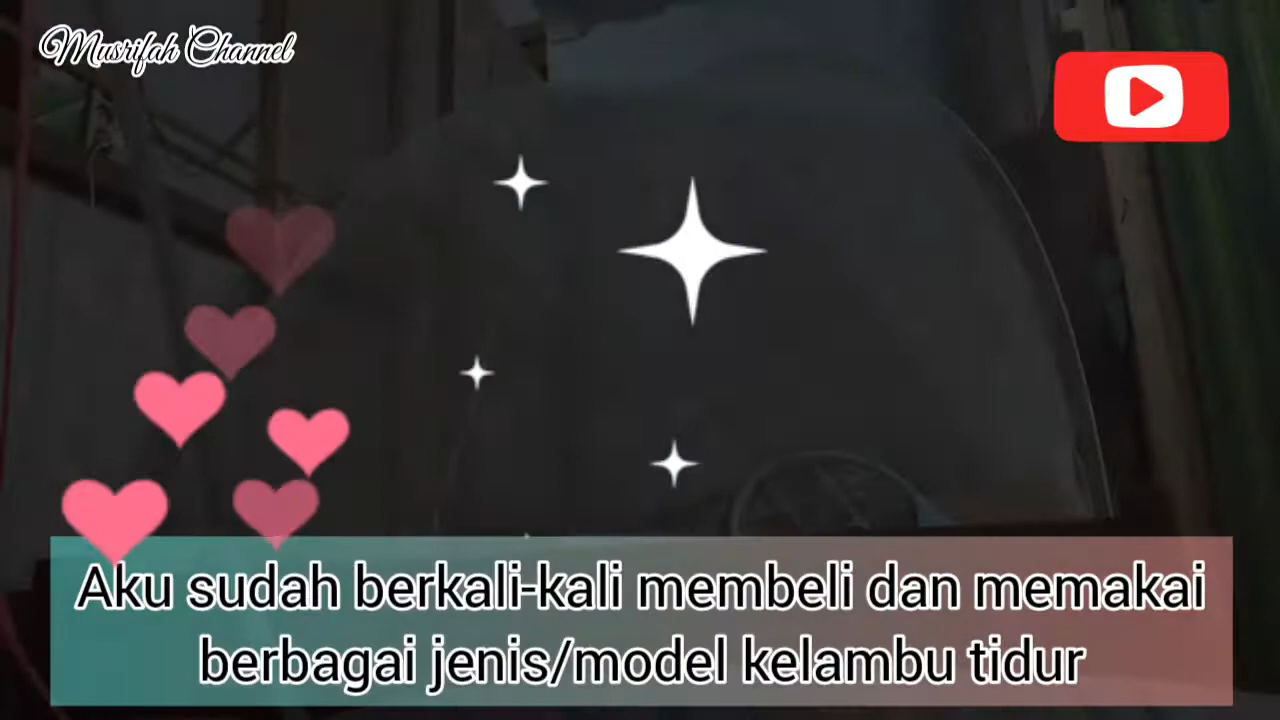 Musrifah Channel
Aku sudah berkali-kali membeli dan memakai
berbagai jenis/model kelambu tidur